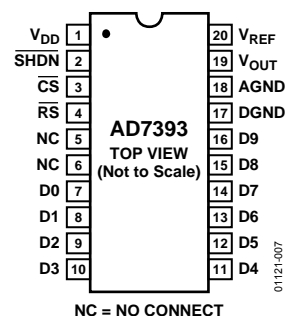 VDD 1 20 VREF
SHDN 2 19 VOUT
CS 3 18 AGND
RS 4 17 DGND
NC 5 AD7393 16 D9
NC 6 TOP VIEW 15 D8
(Not to Scale)
D0 7 14 D7
D1 8 13 D6
D2 9 12 D5
D3 10 11 D4
01121-007
NC = NO CONNECT